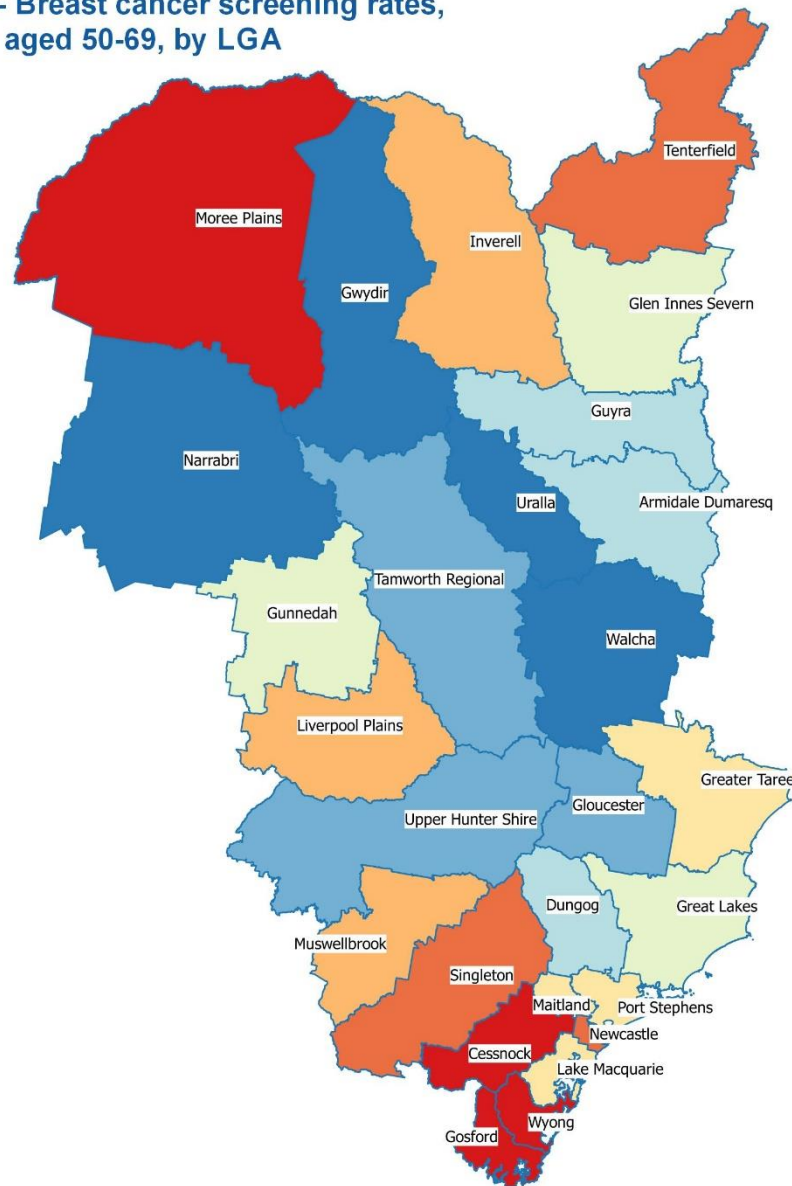 - Breast cancer screening rates,
aged 50-69, by LGA
Tenterfield
Moree Plains
Inverell
Gwydir
Glen Innes Severn
Guyra
Narrabri
Uralla
Armidale Dumaresq
Tamworth Regional
Gunnedah
Walcha
Liverpool Plains
Greater Taree
Gloucester
Upper Hunter Shire
Dungog
Great Lakes
Muswellbrook
Singleton
Maitland
Port Stephens
Newcastle
Cessnock
Lake Macquarie
Wyong
Gosford